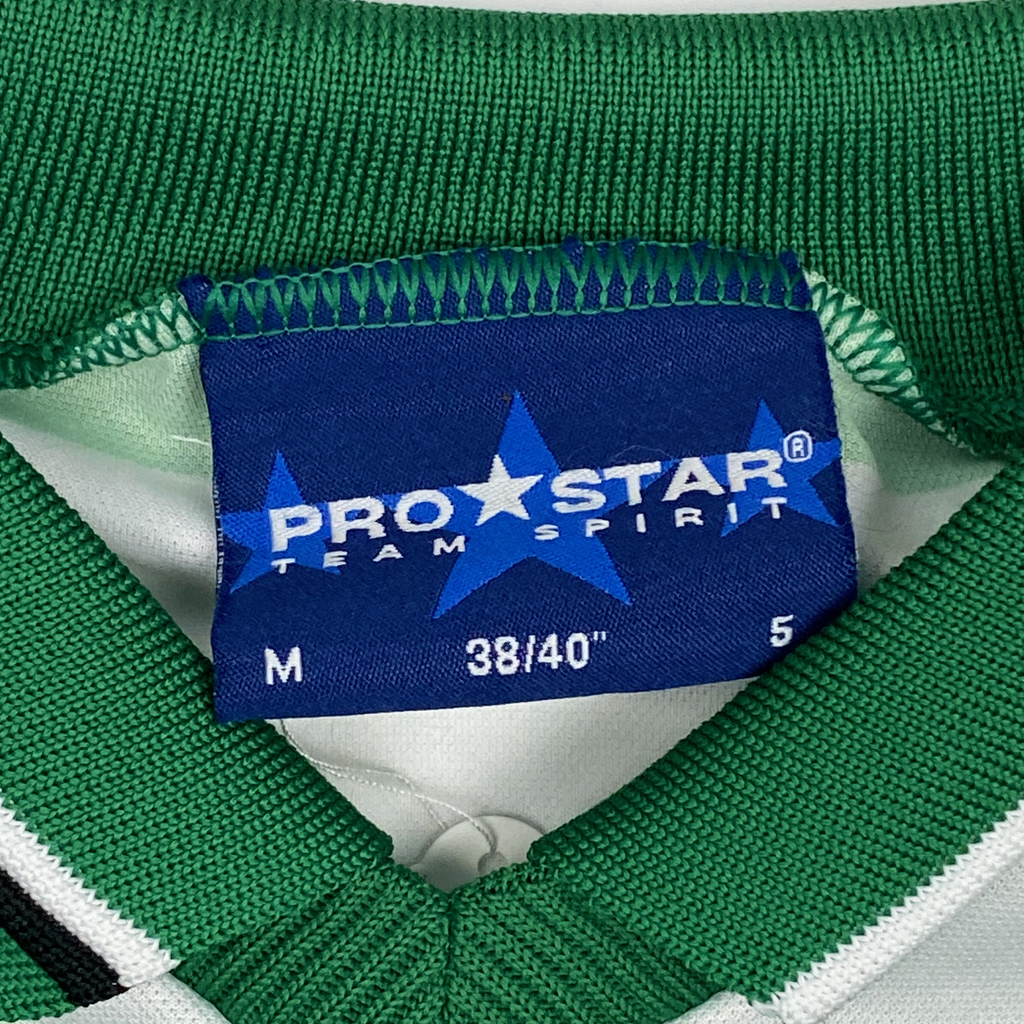 PRO★STAR®
TEAM SPIRIT
M 38/40" 5